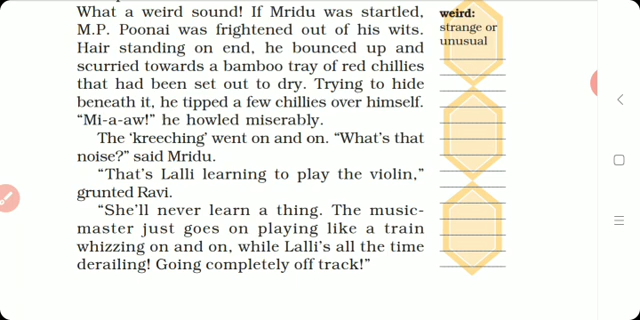 What a weird sound! If Mridu was startled,
M.P. Poonai was frightened out of his wits.
Hair standing on end, he bounced up and
scurried towards a bamboo tray of red chillies
that had been set out to dry. Trying to hide
beneath it, he tipped a few chillies over himself.
“Mi-a-aw!” he howled miserably.
The ‘kreeching’ went on and on. “What’s that
noise?” said Mridu.
“That’s Lalli learning to play the violin,”
grunted Ravi.
“She’ll never learn a thing. The music-
master just goes on playing like a train
whizzing on and on, while Lalli’s all the time
derailing! Going completely off track!”
weird:
strange or
unusual